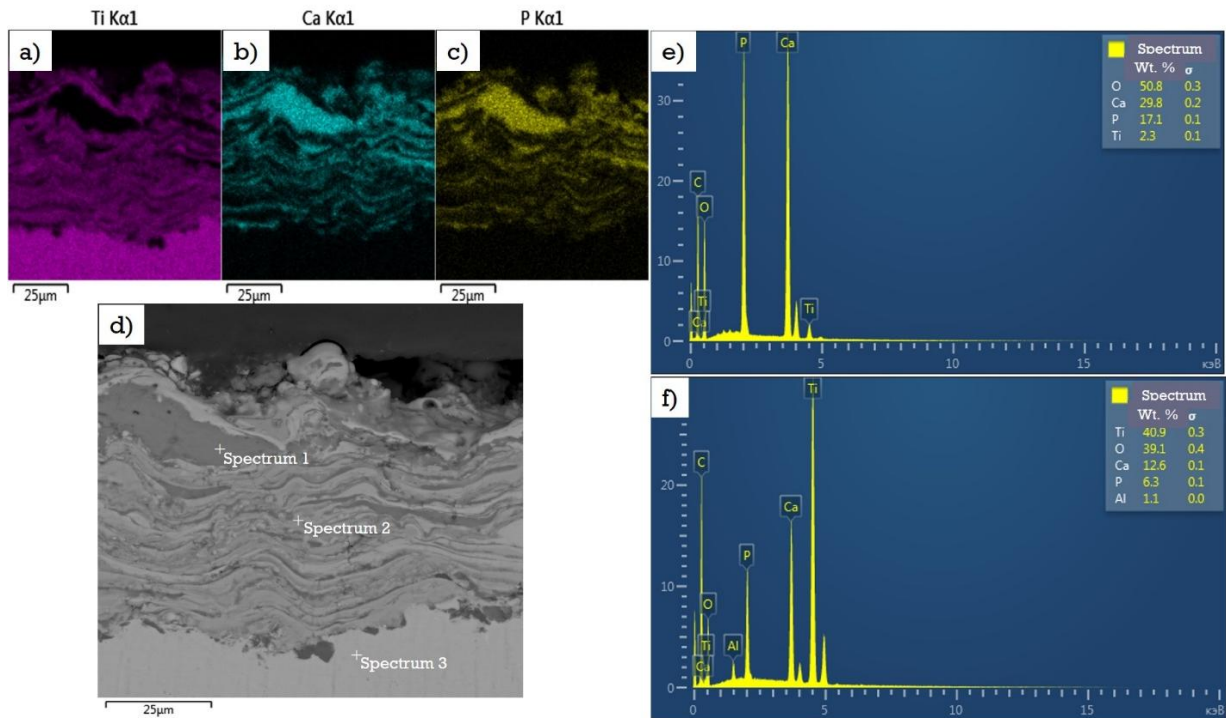 Ti Kα1
Ca Kα1
P Kα1
a)
b)
c)
25µm
25µm
25µm
d)
Spectrum 1
Spectrum 2
Spectrum 3
25µm
e)
P
Ca
C
O
Ti
Ca
Ti
30
20
10
0
0
5
10
15
кэВ
Spectrum
Wt. % σ
O 50.8 0.3
Ca 29.8 0.2
P 17.1 0.1
Ti 2.3 0.1
f)
Ti
C
Ca
P
O
Ti
Al
Ca
20
10
0
0
5
10
15
кэВ
Spectrum
Wt. % σ
Ti 40.9 0.3
O 39.1 0.4
Ca 12.6 0.1
P 6.3 0.1
Al 1.1 0.0